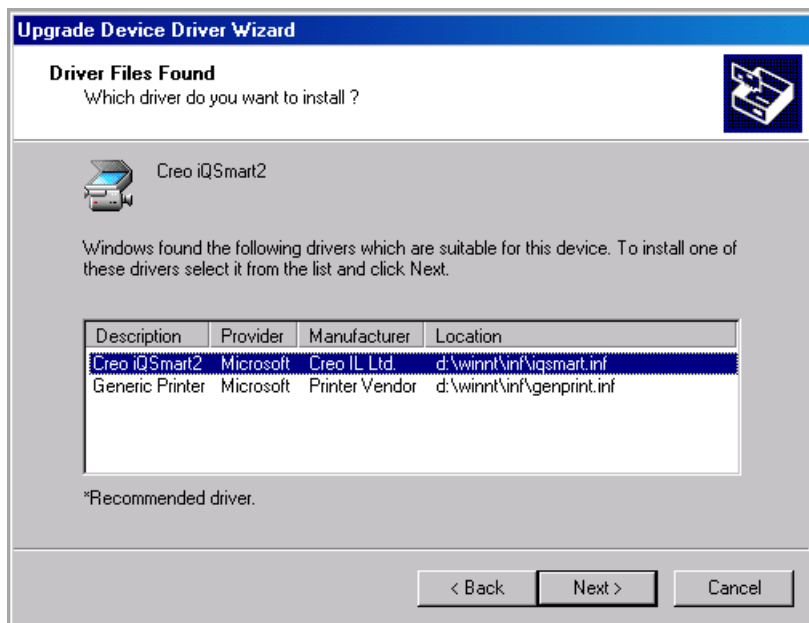 Upgrade Device Driver Wizard
Driver Files Found
Which driver do you want to install ?
Creo iQSmart2
Windows found the following drivers which are suitable for this device. To install one of
these drivers select it from the list and click Next.
Description Provider Manufacturer Location
Creo iQSmart2 Microsoft Creo IL Ltd. d:\winnt\inf\iqsmart.inf
Generic Printer Microsoft Printer Vendor d:\winnt\inf\genprint.inf
*Recommended driver.
< Back Next > Cancel